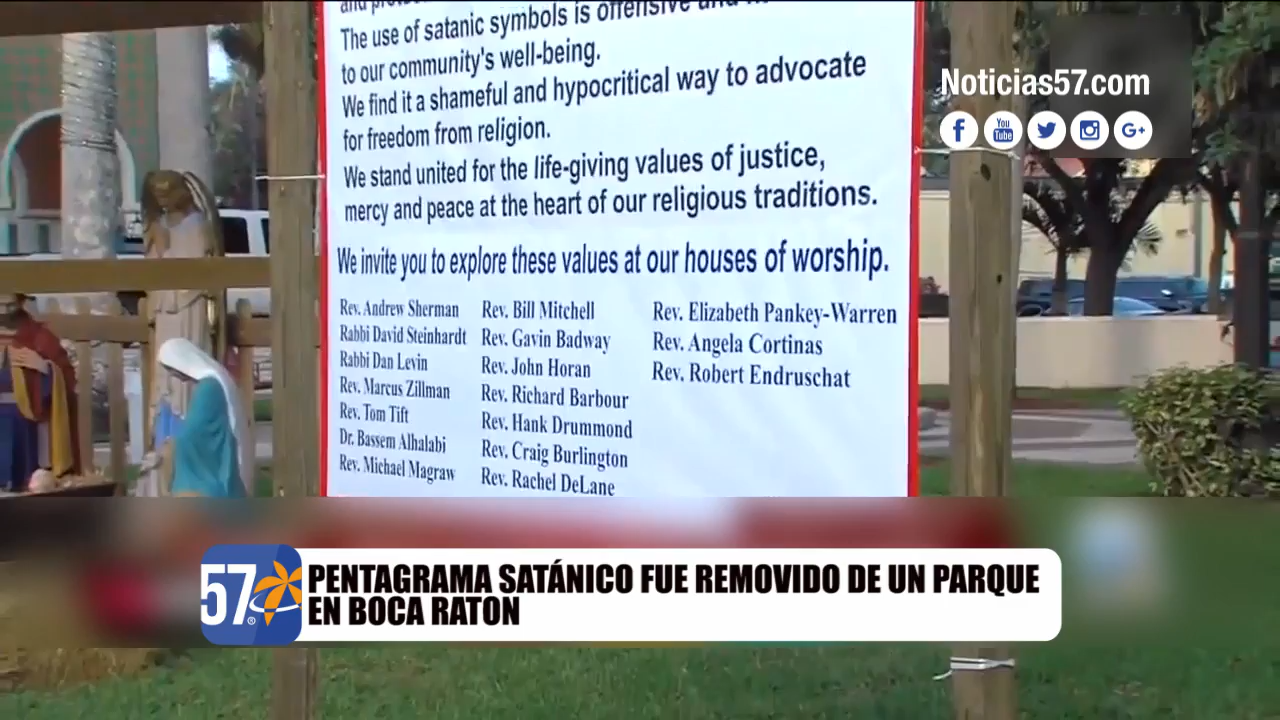 The use of satanic symbols is offensive and
to our community's well-being.
We find it a shameful and hypocritical way to advocate
for freedom from religion.
We stand united for the life-giving values of justice,
mercy and peace at the heart of our religious traditions.
We invite you to explore these values at our houses of worship.
Rev. Andrew Sherman
Rabbi David Steinhardt
Rabbi Dan Levin
Rev. Marcus Zillman
Rev. Tom Tift
Dr. Bassem Alhalabi
Rev. Michael Magraw
Rev. Bill Mitchell
Rev. Gavin Badway
Rev. John Horan
Rev. Richard Barbour
Rev. Hank Drummond
Rev. Craig Burlington
Rev. Rachel DeLane
Rev. Elizabeth Pankey-Warren
Rev. Angela Cortinas
Rev. Robert Endruschat
Noticias57.com
f You Tube G+
57®
PENTAGRAMA SATÁNICO FUE REMOVIDO DE UN PARQUE
EN BOCA RATON